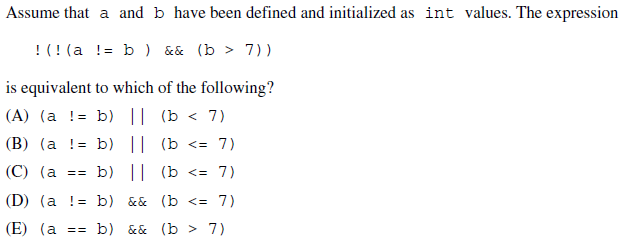 Assume that a and b have been defined and initialized as int values. The expression
!(!(a != b ) && (b > 7))
is equivalent to which of the following?
(A) (a != b) || (b < 7)
(B) (a != b) || (b <= 7)
(C) (a == b) || (b <= 7)
(D) (a != b) && (b <= 7)
(E) (a == b) && (b > 7)